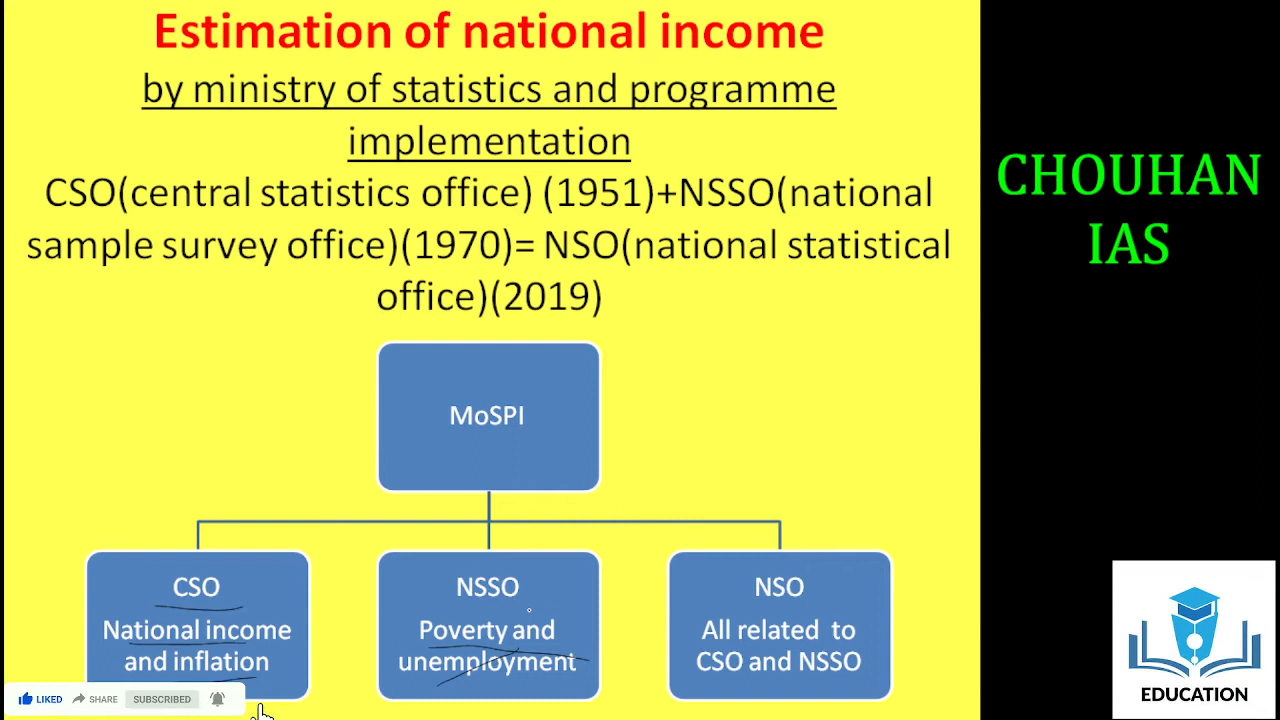 Estimation of national income
by ministry of statistics and programme
implementation
CSO(central statistics office) (1951)+NSSO(national
sample survey office)(1970)= NSO(national statistical
office)(2019)
CHOUHAN
IAS
MoSPI
CSO
National income
and inflation
NSSO
Poverty and
unemployment
NSO
All related to
CSO and NSSO
LIKED SHARE SUBSCRIBED
EDUCATION